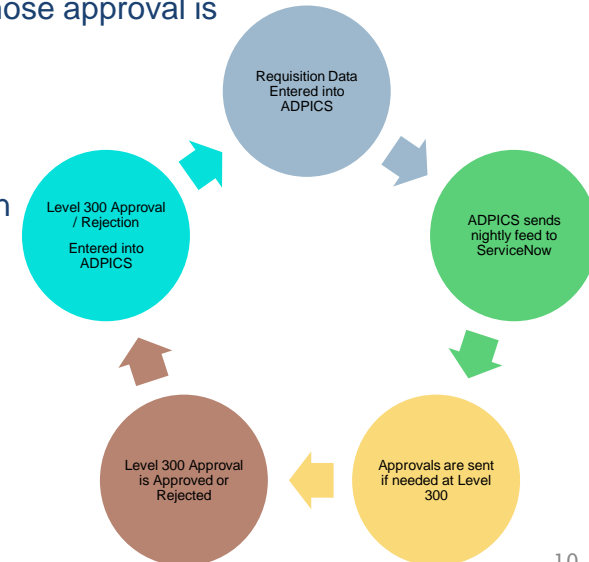 hose approval is
Requisition Data
Entered into
ADPICS
Level 300 Approval
/ Rejection
Entered into
ADPICS
ADPICS sends
nightly feed to
ServiceNow
Level 300 Approval
is Approved or
Rejected
Approvals are sent
if needed at Level
300
10